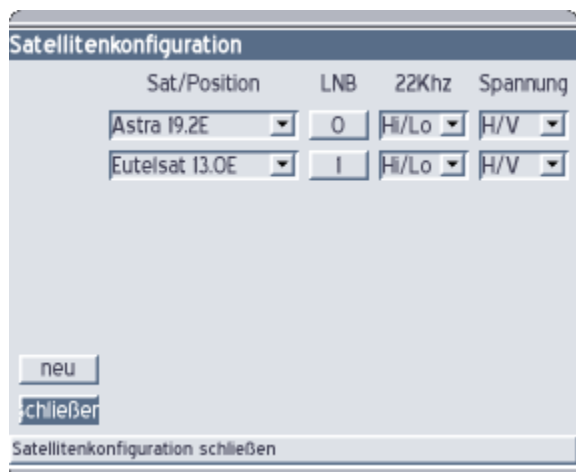 Satellitenkonfiguration
Sat/Position LNB 22Khz Spannung
Astra 19.2E 0 Hi/Lo H/V
Eutelsat 13.0E 1 Hi/Lo H/V
neu
schließen
Satellitenkonfiguration schließen